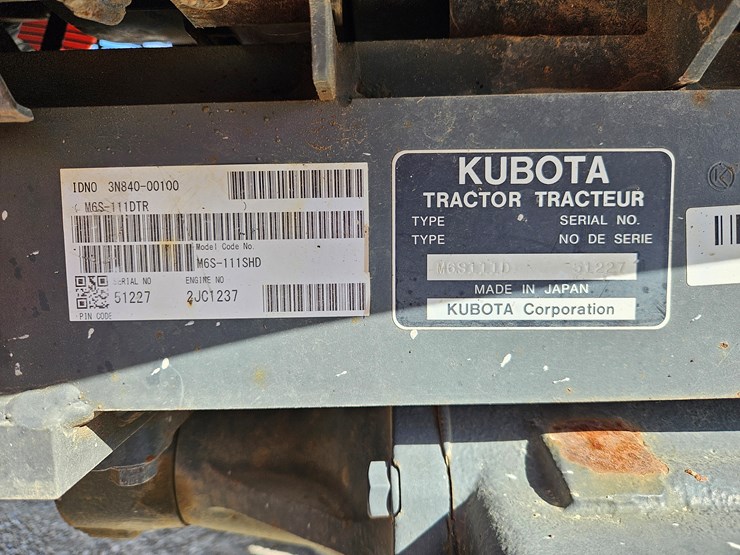 IDNO 3N840-00100
( M6S-111DTR )
Model Code No.
M6S-111SHD
SERIAL NO ENGINE NO
51227 2JC1237
PIN CODE
KUBOTA
TRACTOR TRACTEUR
TYPE SERIAL NO.
TYPE NO DE SERIE
M6S111D 51227
MADE IN JAPAN
KUBOTA Corporation